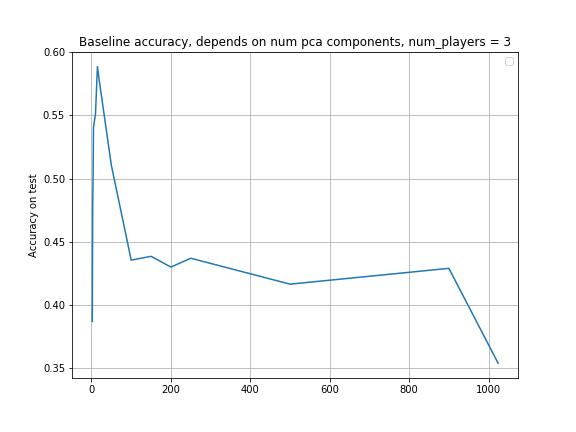 Baseline accuracy, depends on num pca components, num_players = 3
Accuracy on test
0.60
0.55
0.50
0.45
0.40
0.35
0 200 400 600 800 1000